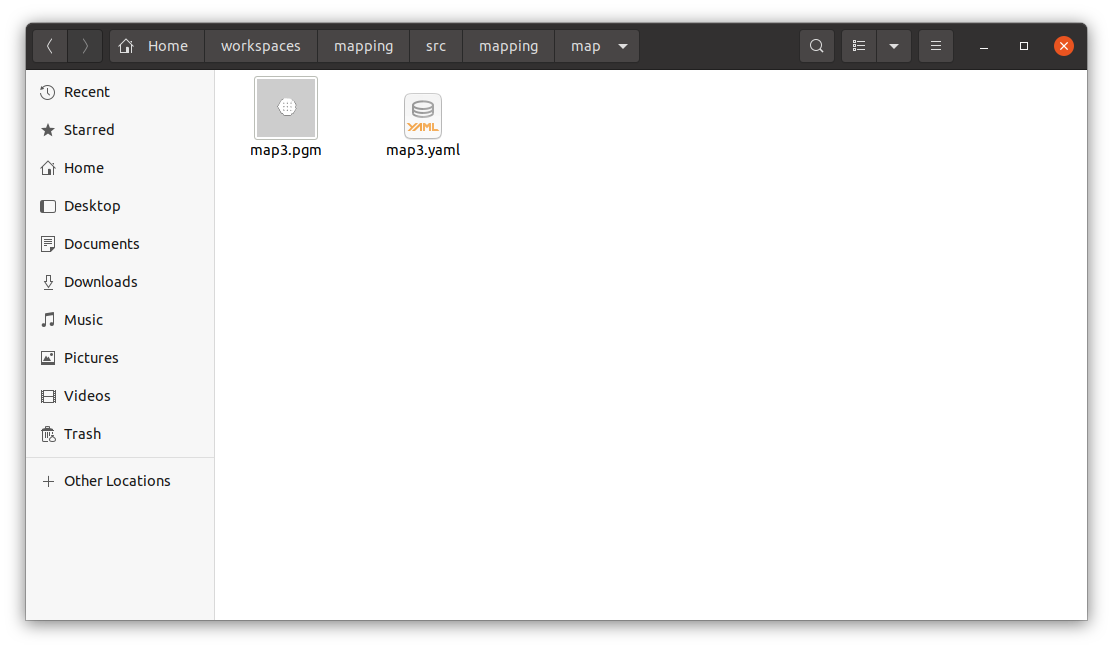 Home workspaces mapping src mapping map
Recent
Starred
Home
Desktop
Documents
Downloads
Music
Pictures
Videos
Trash
Other Locations
YAML
map3.pgm map3.yaml